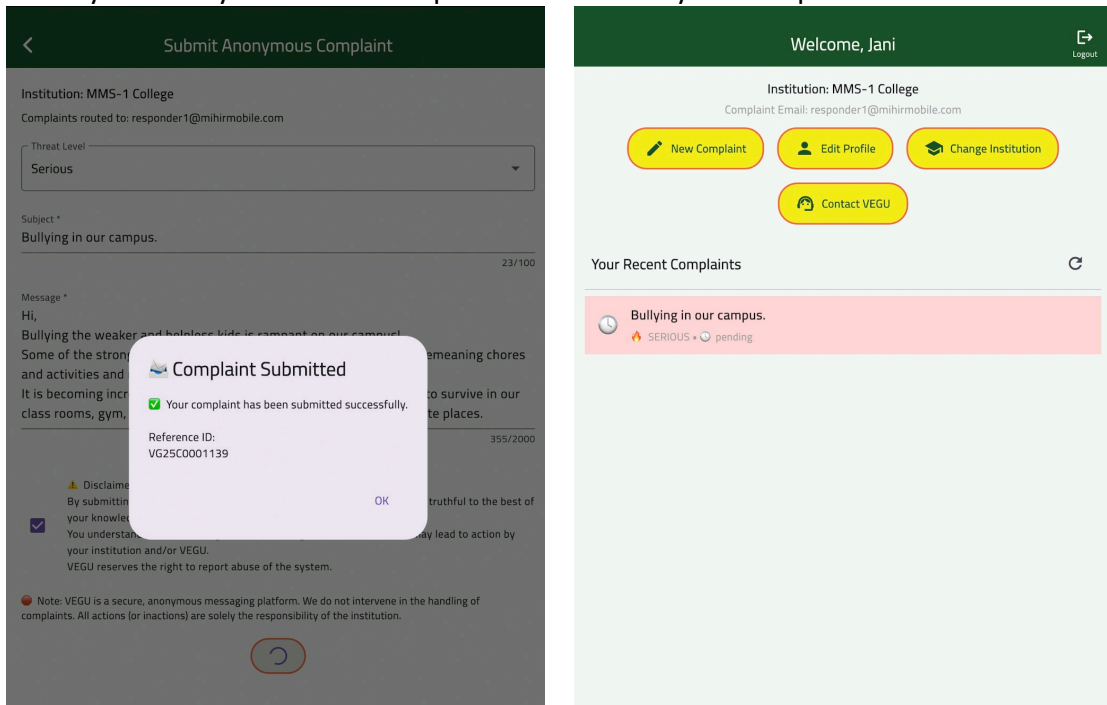 Submit Anonymous Complaint
Institution: MMS-1 College
Complaints routed to: responder1@mihirmobile.com
Threat Level
Serious
Subject *
Bullying in our campus.
23/100
Message *
Hi,
Bullying the weaker and helpless kids is rampant on our campus!
Some of the stron emeaning chores
and activities and
It is becoming incr to survive in our
class rooms, gym, te places.
355/2000
Complaint Submitted
Your complaint has been submitted successfully.
Reference ID:
VG25C0001139
OK
Disclaime
By submittin truthful to the best of
your knowled
You understan ay lead to action by
your institution and/or VEGU.
VEGU reserves the right to report abuse of the system.
Note: VEGU is a secure, anonymous messaging platform. We do not intervene in the handling of
complaints. All actions (or inactions) are solely the responsibility of the institution.
Welcome, Jani
Logout
Institution: MMS-1 College
Complaint Email: responder1@mihirmobile.com
New Complaint
Edit Profile
Change Institution
Contact VEGU
Your Recent Complaints
Bullying in our campus.
SERIOUS • pending